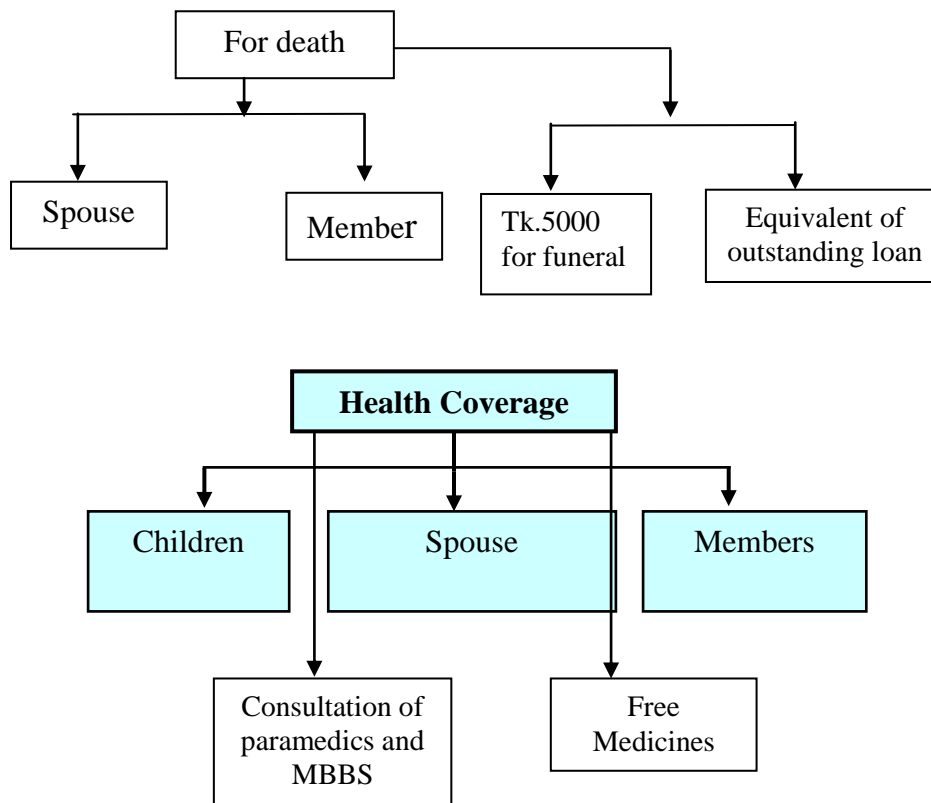 For death
Spouse
Member
Tk.5000
for funeral
Equivalent of
outstanding loan
Health Coverage
Children
Spouse
Members
Consultation of
paramedics and
MBBS
Free
Medicines